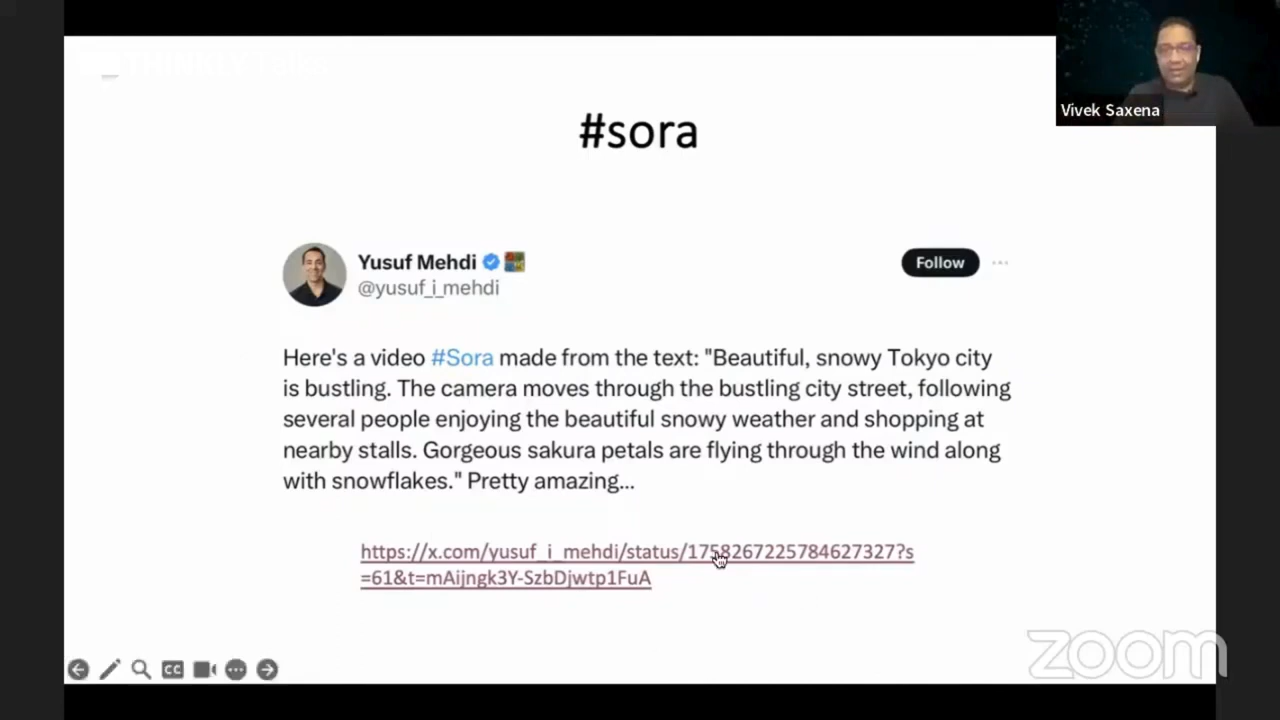 Vivek Saxena
#sora
Yusuf Mehdi
@yusuf_i_mehdi
Follow
Here's a video #Sora made from the text: "Beautiful, snowy Tokyo city
is bustling. The camera moves through the bustling city street, following
several people enjoying the beautiful snowy weather and shopping at
nearby stalls. Gorgeous sakura petals are flying through the wind along
with snowflakes." Pretty amazing...
https://x.com/yusuf_i_mehdi/status/1758267225784627327?s
=61&t=mAijngk3Y-SzbDjwtp1FuA
CC
zoom